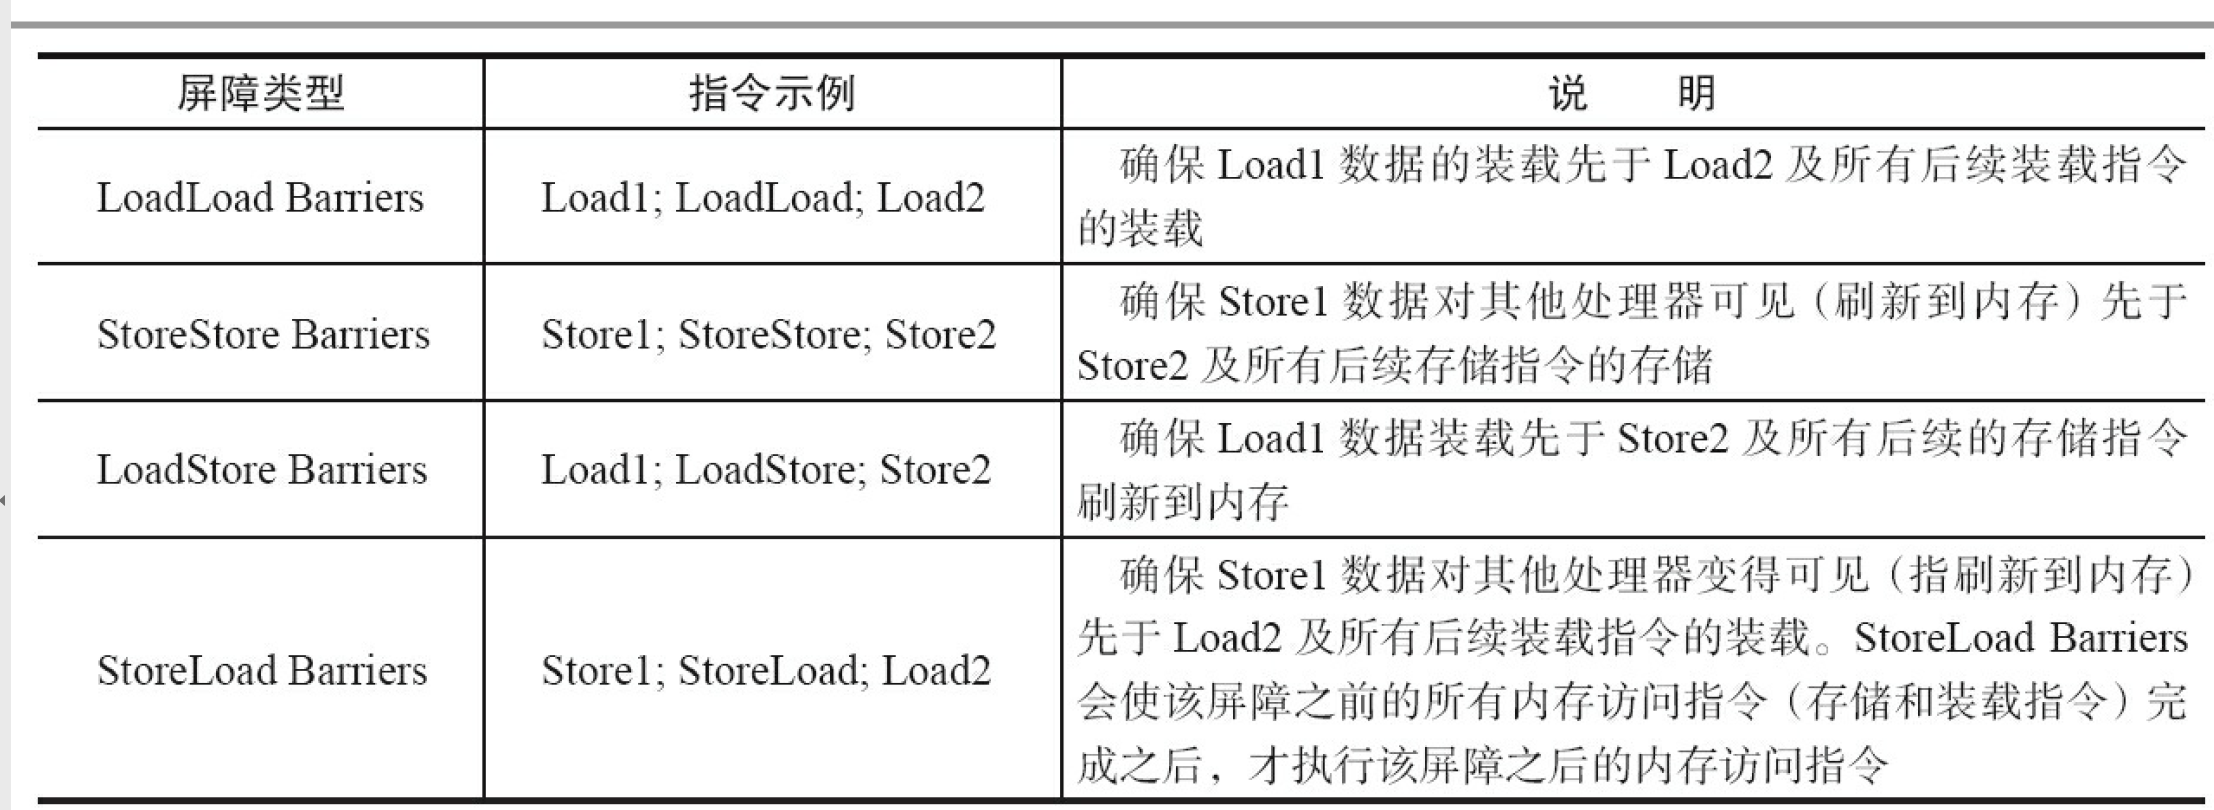 屏障类型 指令示例 说 明
LoadLoad Barriers Load1; LoadLoad; Load2 确保 Load1 数据的装载先于 Load2 及所有后续装载指令
的装载
StoreStore Barriers Store1; StoreStore; Store2 确保 Store1 数据对其他处理器可见（刷新到内存）先于
Store2 及所有后续存储指令的存储
LoadStore Barriers Load1; LoadStore; Store2 确保 Load1 数据装载先于 Store2 及所有后续的存储指令
刷新到内存
StoreLoad Barriers Store1; StoreLoad; Load2 确保 Store1 数据对其他处理器变得可见（指刷新到内存）
先于 Load2 及所有后续装载指令的装载。StoreLoad Barriers
会使该屏障之前的所有内存访问指令（存储和装载指令）完
成之后，才执行该屏障之后的内存访问指令